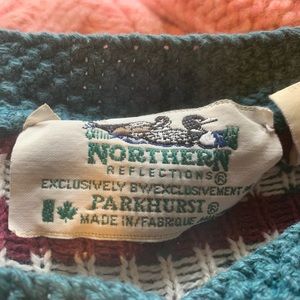 NORTHERN
REFLECTIONS®
EXCLUSIVELY BY/EXCLUSIVEMENT
PARKHURST®
MADE IN/FABRIQUÉ